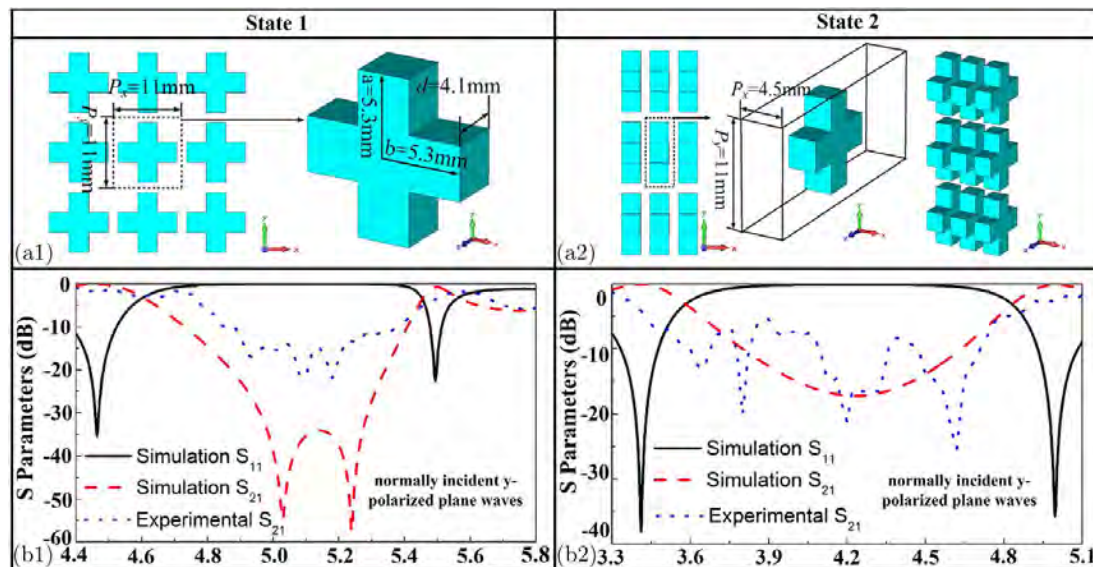 State 1
State 2
Px=11mm
Py=11mm
a=5.3mm
b=5.3mm
d=4.1mm
y
x
z
(a1)
Px=4.5mm
Py=11mm
y
x
z
(a2)
S Parameters (dB)
0
-10
-20
-30
-40
-50
-60
Simulation S11
Simulation S21
Experimental S21
normally incident y-
polarized plane waves
(b1)
4.4 4.6 4.8 5.0 5.2 5.4 5.6 5.8
S Parameters (dB)
0
-10
-20
-30
-40
Simulation S11
Simulation S21
Experimental S21
normally incident y-
polarized plane waves
(b2)
3.3 3.6 3.9 4.2 4.5 4.8 5.1